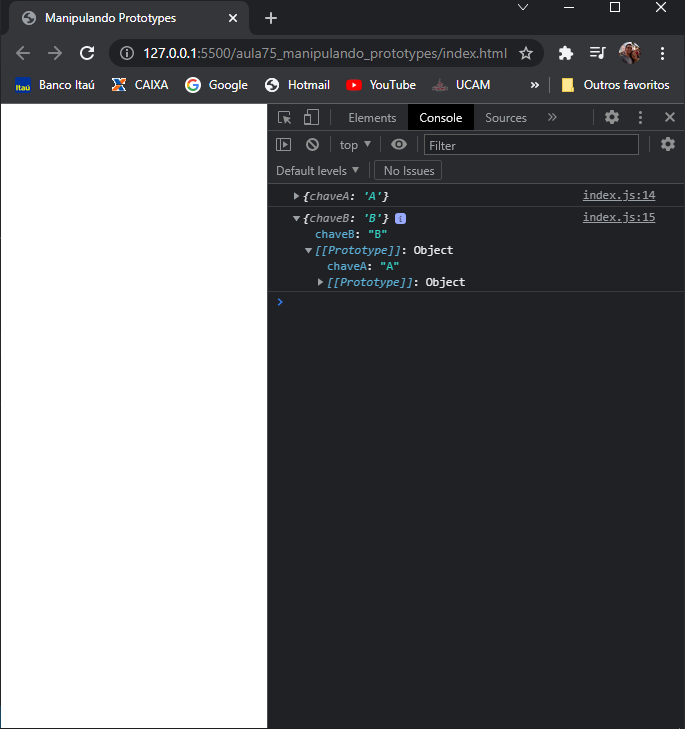 Manipulando Prototypes
127.0.0.1:5500/aula75_manipulando_prototypes/index.html
Itaú Banco Itaú CAIXA Google Hotmail YouTube UCAM » Outros favoritos
Elements Console Sources »
top Filter
Default levels No Issues
{chaveA: 'A'} index.js:14
{chaveB: 'B'} i index.js:15
chaveB: "B"
[[Prototype]]: Object
chaveA: "A"
[[Prototype]]: Object